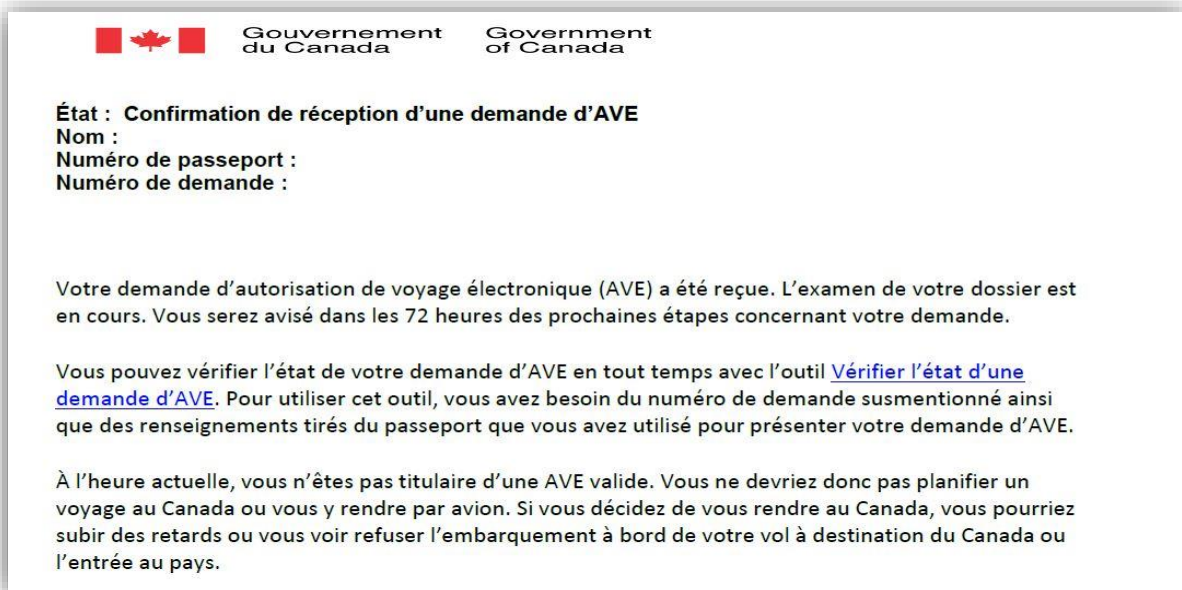 Gouvernement Government
du Canada of Canada
État : Confirmation de réception d’une demande d’AVE
Nom :
Numéro de passeport :
Numéro de demande :
Votre demande d’autorisation de voyage électronique (AVE) a été reçue. L’examen de votre dossier est
en cours. Vous serez avisé dans les 72 heures des prochaines étapes concernant votre demande.
Vous pouvez vérifier l’état de votre demande d’AVE en tout temps avec l’outil Vérifier l’état d’une
demande d’AVE. Pour utiliser cet outil, vous avez besoin du numéro de demande susmentionné ainsi
que des renseignements tirés du passeport que vous avez utilisé pour présenter votre demande d’AVE.
À l’heure actuelle, vous n’êtes pas titulaire d’une AVE valide. Vous ne devriez donc pas planifier un
voyage au Canada ou vous y rendre par avion. Si vous décidez de vous rendre au Canada, vous pourriez
subir des retards ou vous voir refuser l’embarquement à bord de votre vol à destination du Canada ou
l’entrée au pays.